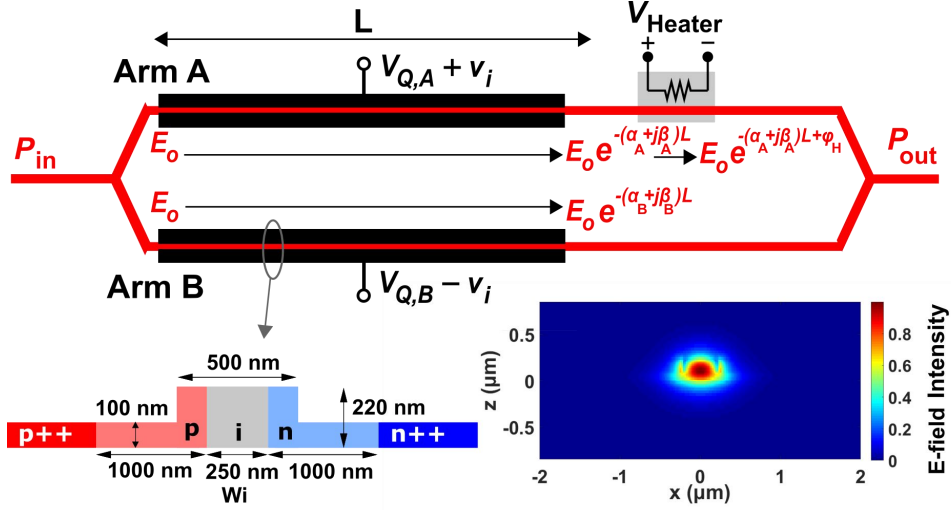 L
V_Heater
+ −
Arm A
V_Q,A + v_i
P_in
E_o
E_o e^-(α_A+jβ_A)L
E_o e^-(α_A+jβ_A)L+φ_H
P_out
E_o
E_o e^-(α_B+jβ_B)L
Arm B
V_Q,B − v_i
500 nm
100 nm
220 nm
p++ p i n n++
1000 nm 250 nm 1000 nm
Wi
0.5
0
-0.5
z (µm)
-2 -1 0 1 2
x (µm)
0.8
0.6
0.4
0.2
0
E-field Intensity